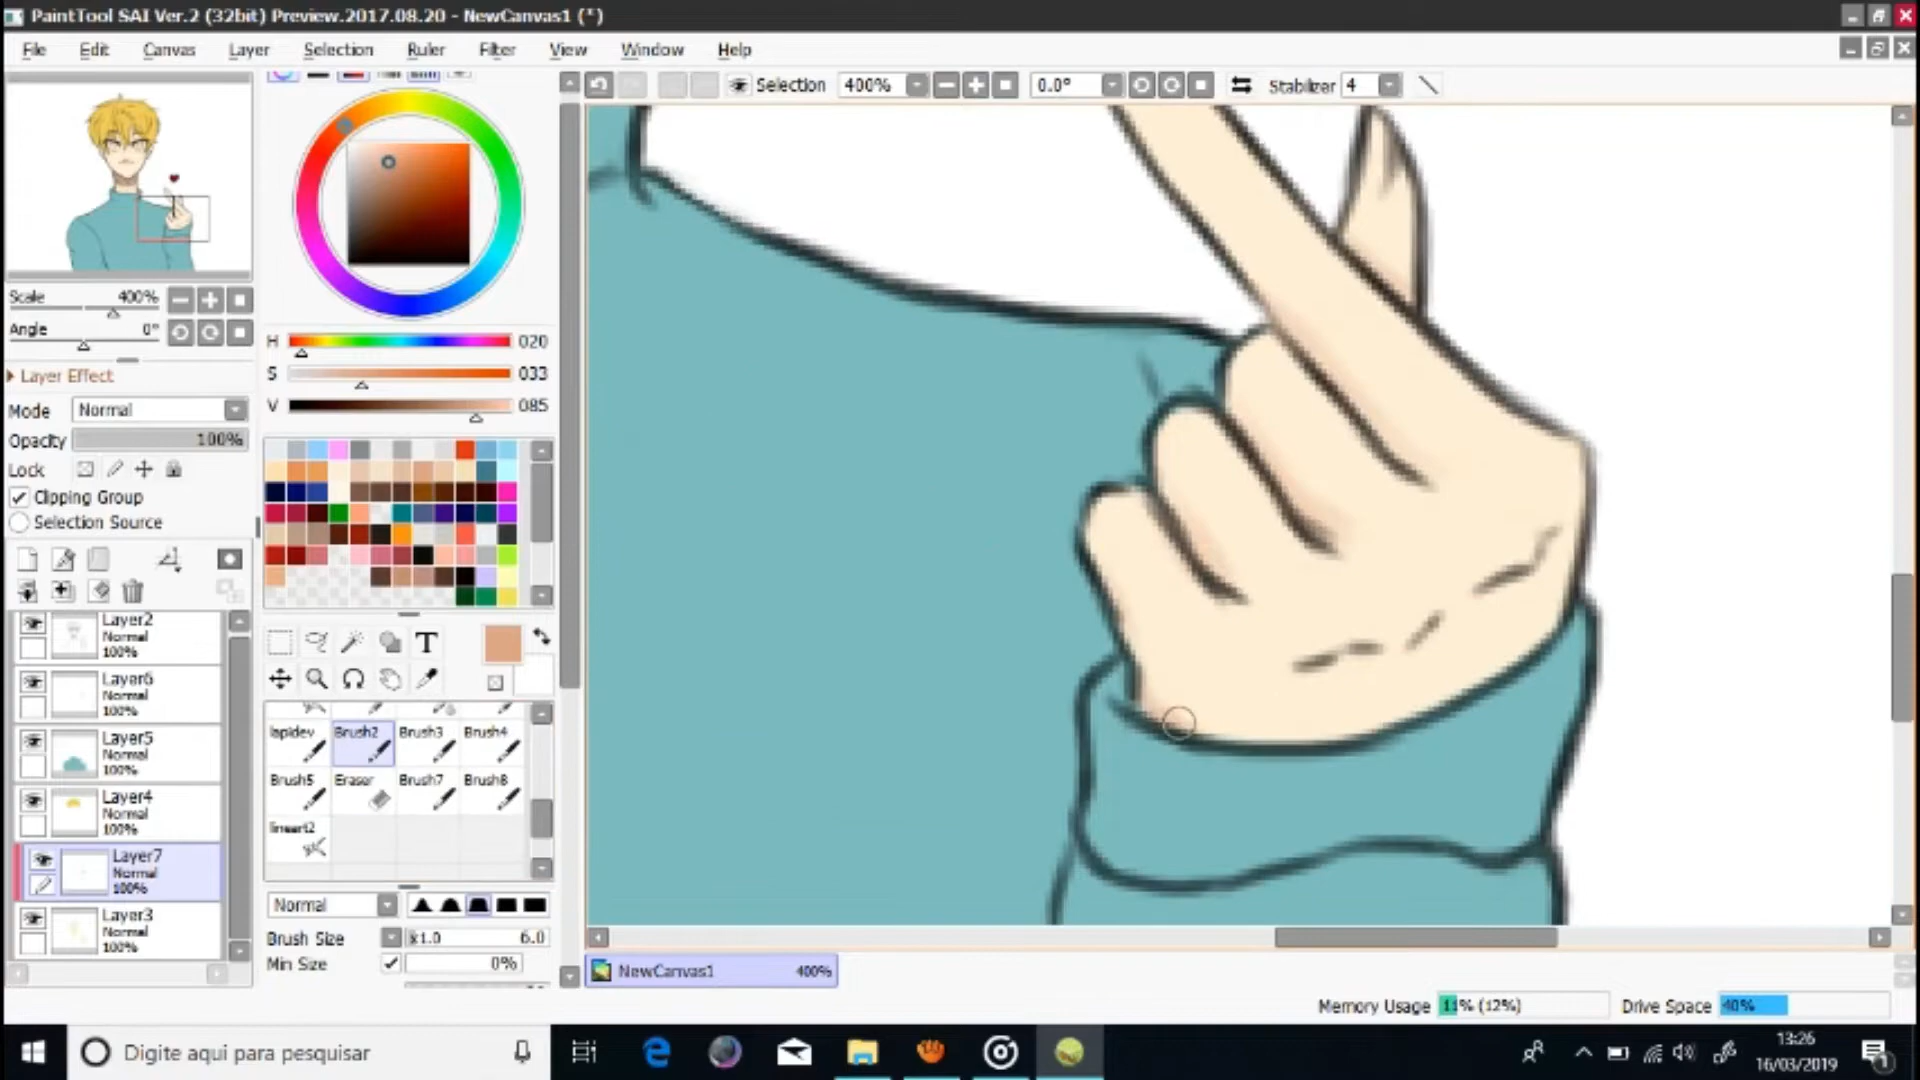 PaintTool SAI Ver.2 (32bit) Preview.2017.08.20 - NewCanvas1 (*)
File Edit Canvas Layer Selection Ruler Filter View Window Help
Selection 400% 0.0° Stabilizer 4
Scale 400%
Angle 0°
Layer Effect
Mode Normal
Opacity 100%
Lock
Clipping Group
Selection Source
H 020
S 033
V 085
Layer2
Normal
100%
Layer6
Normal
100%
Layer5
Normal
100%
Layer4
Normal
100%
Layer7
Normal
100%
Layer3
Normal
100%
T
lapidev Brush2 Brush3 Brush4
Brush5 Eraser Brush7 Brush8
lineart2
Normal
Brush Size x1.0 6.0
Min Size 0%
NewCanvas1 400%
Memory Usage 11% (12%) Drive Space 40%
Digite aqui para pesquisar
13:26
16/03/2019
1